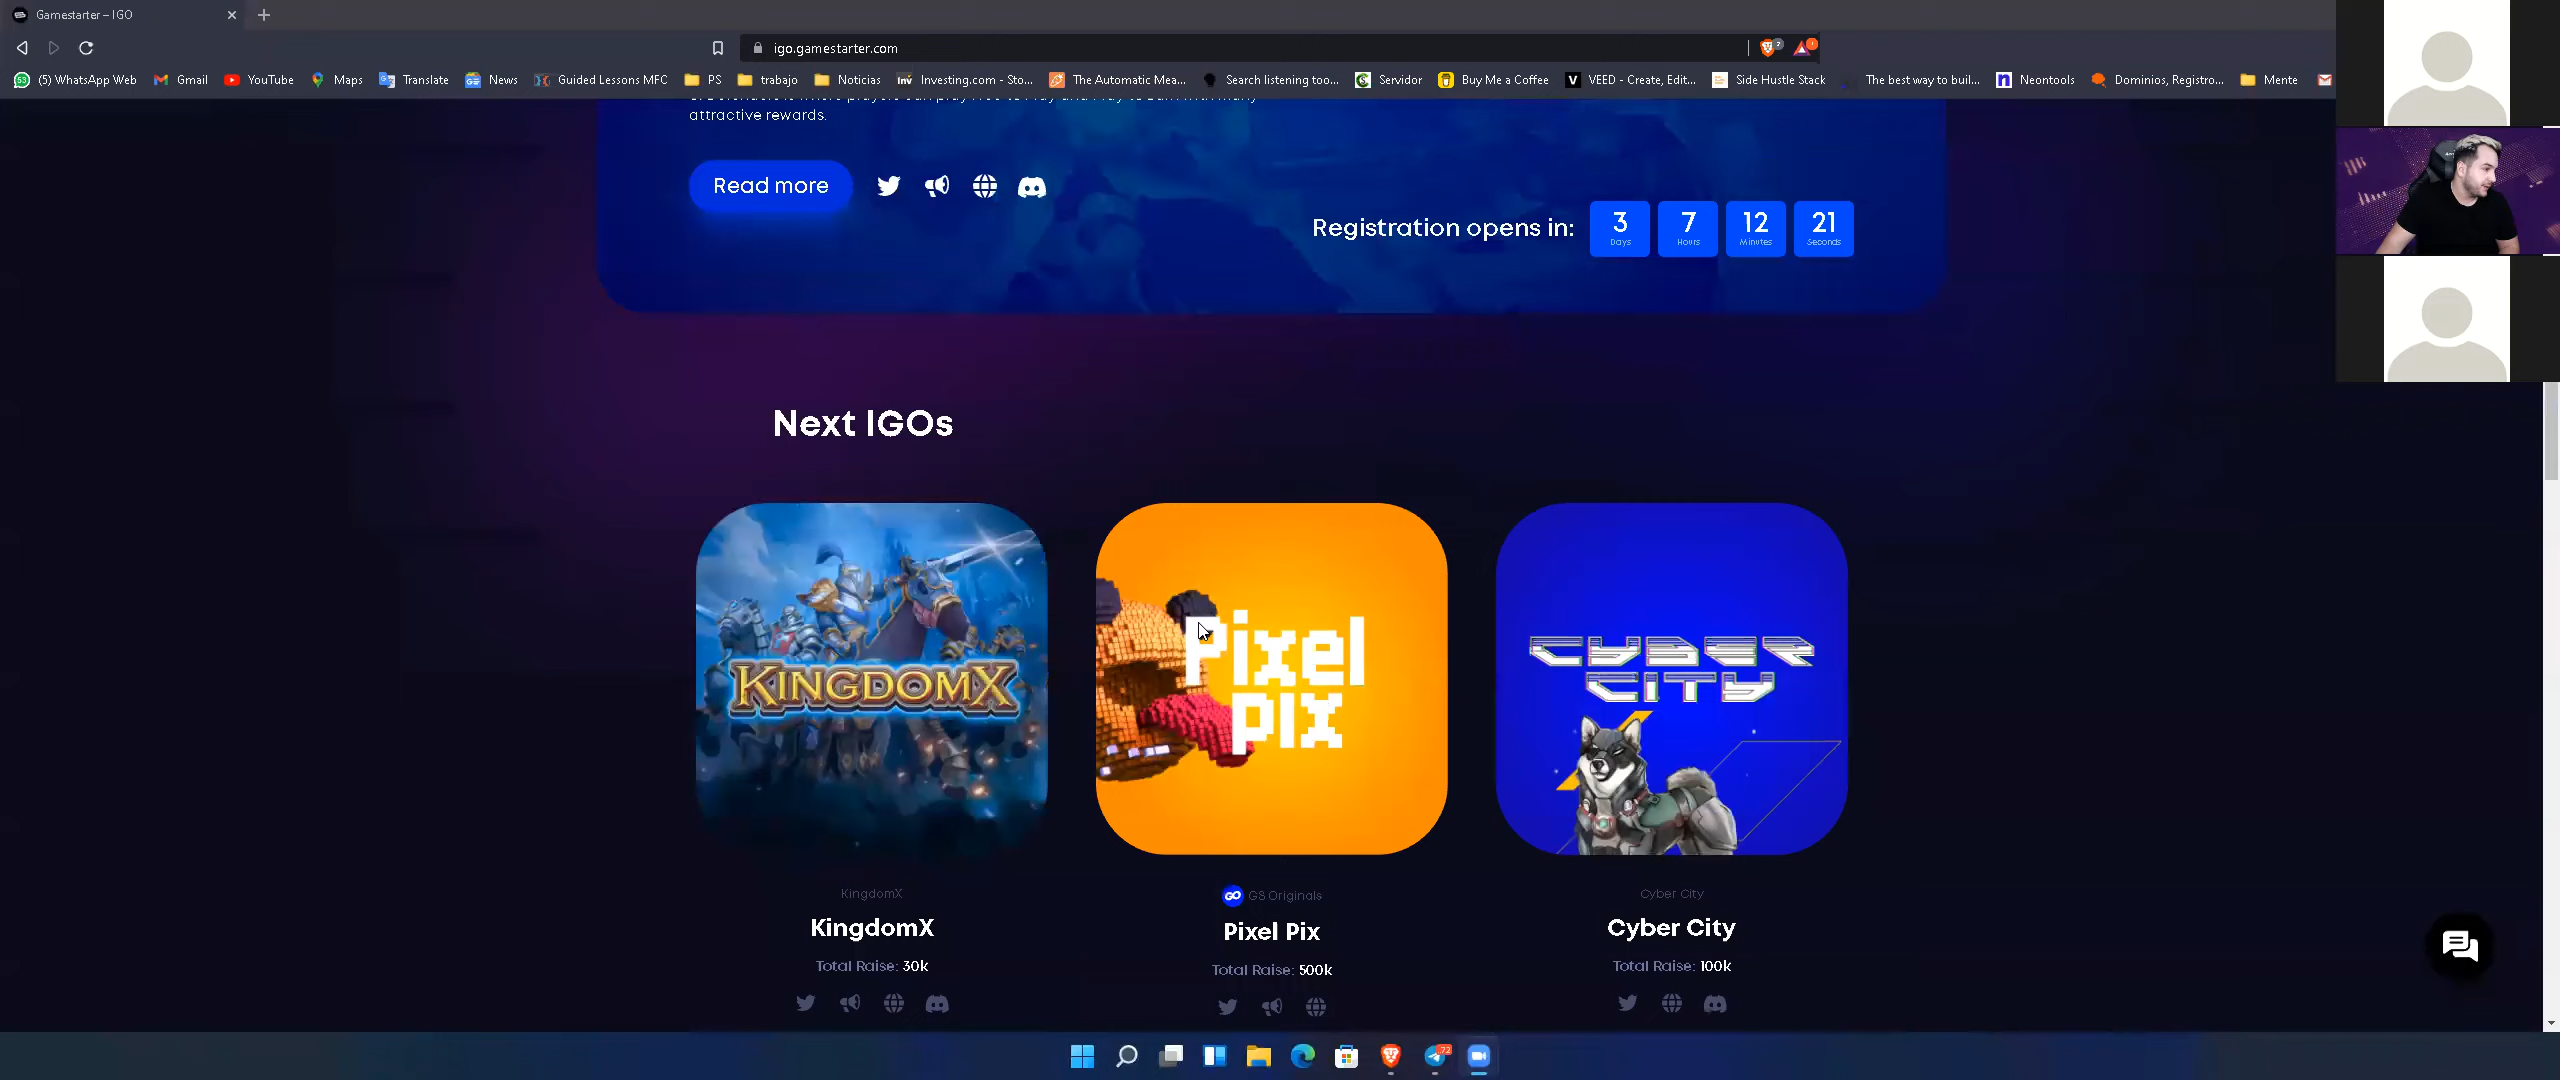 Gamestarter – IGO
igo.gamestarter.com
(5) WhatsApp Web Gmail YouTube Maps Translate News Guided Lessons MFC PS trabajo Noticias Investing.com - Sto... The Automatic Mea... Search listening too... Servidor Buy Me a Coffee VEED - Create, Edit... Side Hustle Stack The best way to buil... Neontools Dominios, Registro... Mente
attractive rewards.
Read more
Registration opens in: 3 7 12 21
Days Hours Minutes Seconds
Next IGOs
KINGDOMX
Pixel
pix
CYBER
CITY
KingdomX GS Originals Cyber City
KingdomX Pixel Pix Cyber City
Total Raise: 30k Total Raise: 500k Total Raise: 100k
72